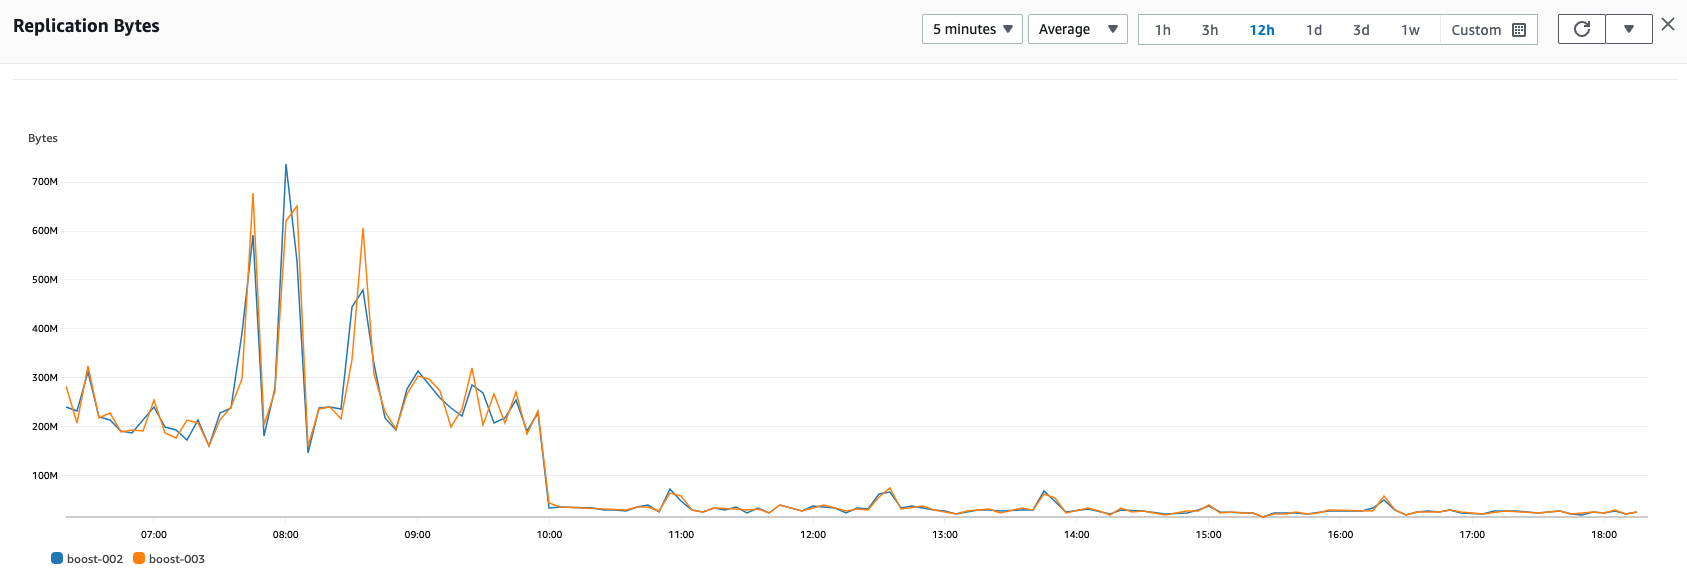 Replication Bytes
5 minutes Average 1h 3h 12h 1d 3d 1w Custom
Bytes
700M
600M
500M
400M
300M
200M
100M
07:00 08:00 09:00 10:00 11:00 12:00 13:00 14:00 15:00 16:00 17:00 18:00
boost-002 boost-003